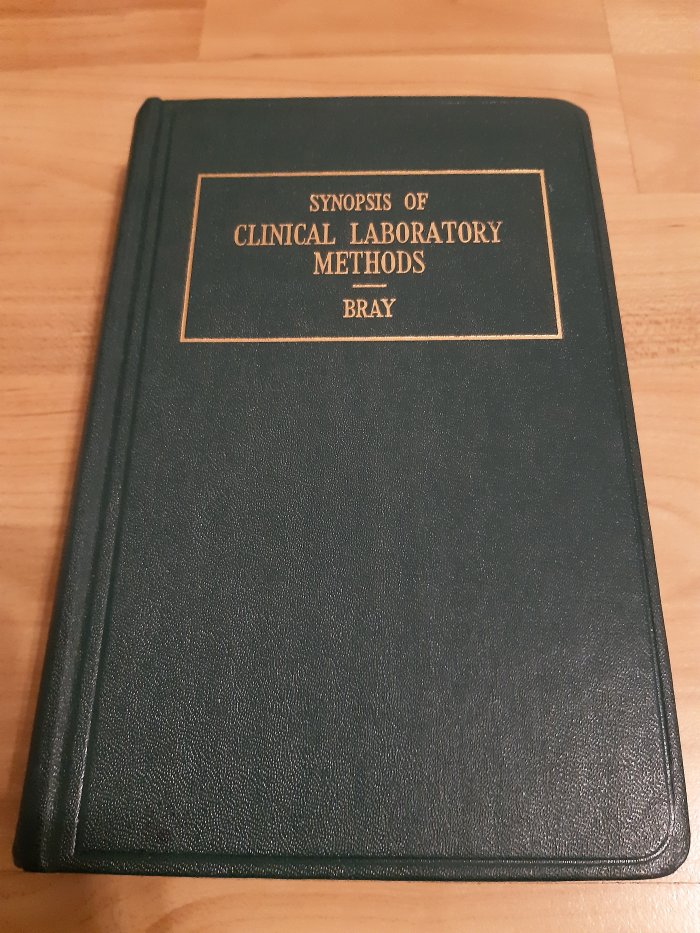 SYNOPSIS OF
CLINICAL LABORATORY
METHODS
BRAY